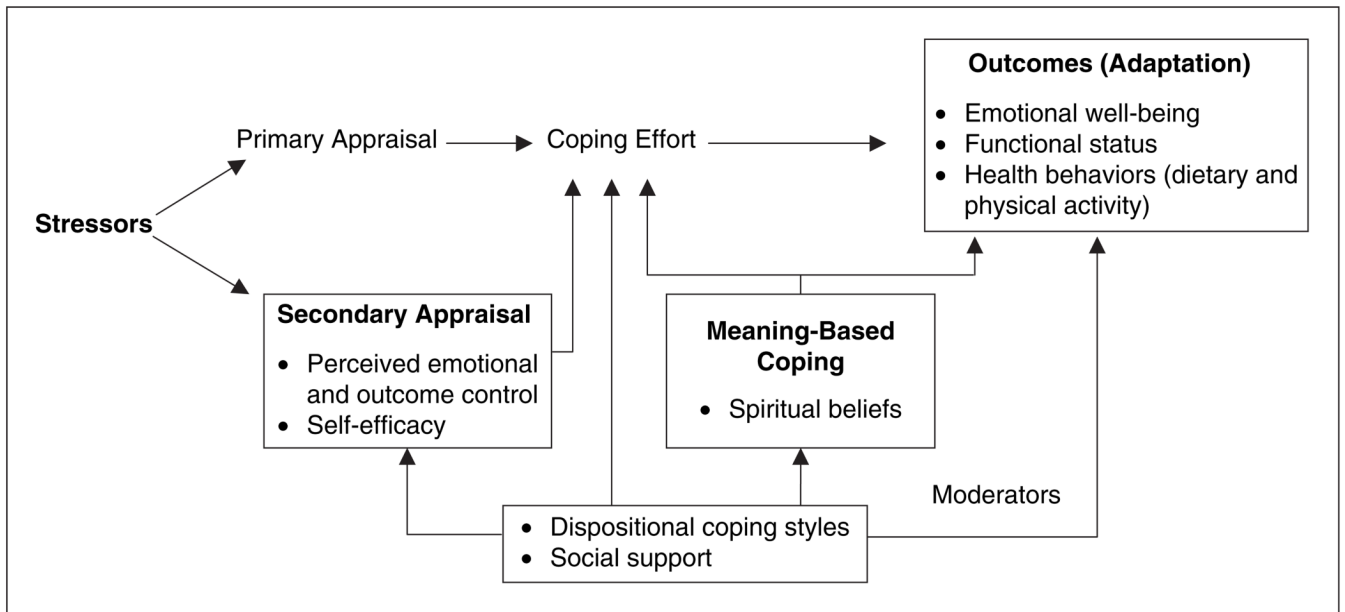 Outcomes (Adaptation)
• Emotional well-being
• Functional status
• Health behaviors (dietary and
physical activity)
Primary Appraisal
Coping Effort
Stressors
Secondary Appraisal
• Perceived emotional
and outcome control
• Self-efficacy
Meaning-Based
Coping
• Spiritual beliefs
Moderators
• Dispositional coping styles
• Social support